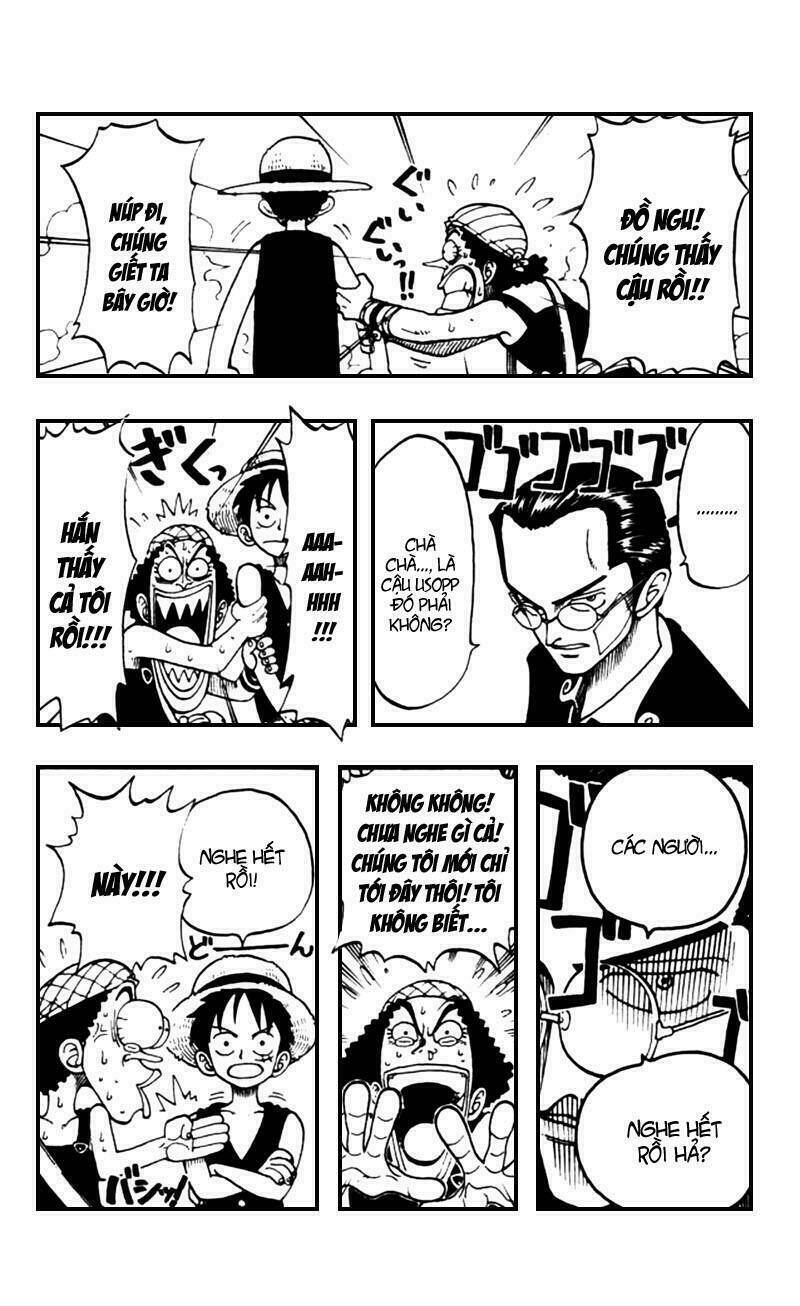 ĐỒ NGU!
CHÚNG THẤY
CẬU RỒI!!
ぐいぐいっ!!
NÚP ĐI,
CHÚNG
GIẾT TA
BÂY GIỜ!
.........
ゴゴゴゴゴ
CHÀ
CHÀ..., LÀ
CẬU USOPP
ĐÓ PHẢI
KHÔNG?
AAA-
AAH-
HHH
!!!
ぎくっ
HẮN
THẤY
CẢ TÔI
RỒI!!!
CÁC NGƯỜI...
ゴゴ
NGHE HẾT
RỒI HẢ?
KHÔNG KHÔNG!
CHƯA NGHE GÌ CẢ!
CHÚNG TÔI MỚI CHỈ
TỚI ĐÂY THÔI! TÔI
KHÔNG BIẾT...
NGHE HẾT
RỒI!
どーーん
NÀY!!!
バシッ!